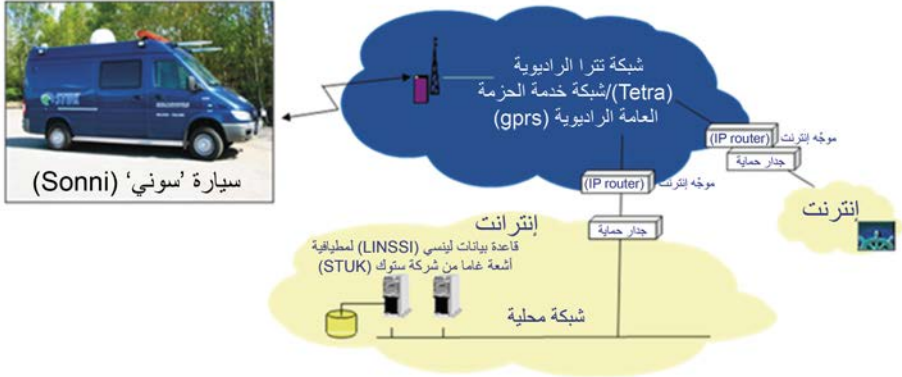 STUK
سيارة ’سوني‘ (Sonni)
شبكة تترا الراديوية
(Tetra)/شبكة خدمة الحزمة
العامة الراديوية (gprs)
(IP router) موجّه إنترنت
جدار حماية
(IP router) موجّه إنترنت
جدار حماية
إنترنت
إنترانت
قاعدة بيانات لينسي (LINSSI) لمطيافية
أشعة غاما من شركة ستوك (STUK)
شبكة محلية